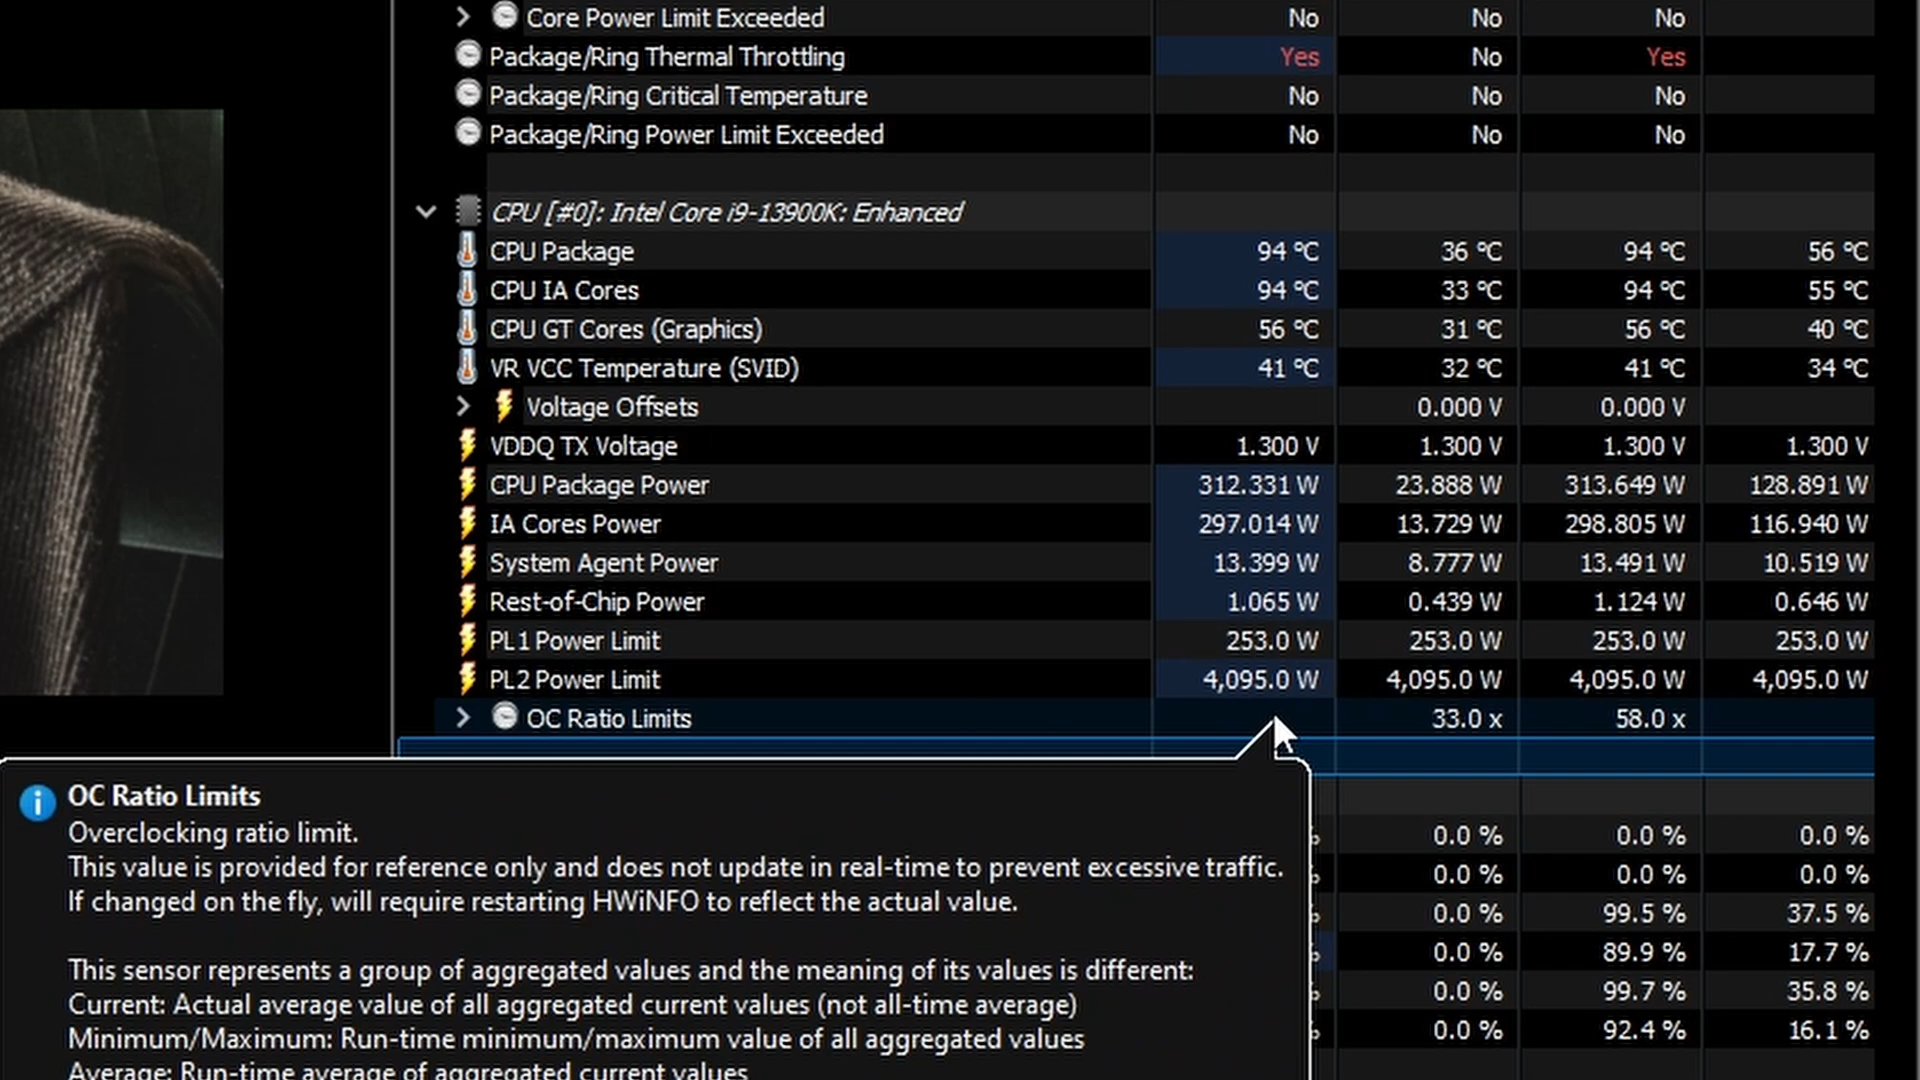 Core Power Limit Exceeded No No No
Package/Ring Thermal Throttling Yes No Yes
Package/Ring Critical Temperature No No No
Package/Ring Power Limit Exceeded No No No
CPU [#0]: Intel Core i9-13900K: Enhanced
CPU Package 94 °C 36 °C 94 °C 56 °C
CPU IA Cores 94 °C 33 °C 94 °C 55 °C
CPU GT Cores (Graphics) 56 °C 31 °C 56 °C 40 °C
VR VCC Temperature (SVID) 41 °C 32 °C 41 °C 34 °C
Voltage Offsets 0.000 V 0.000 V
VDDQ TX Voltage 1.300 V 1.300 V 1.300 V 1.300 V
CPU Package Power 312.331 W 23.888 W 313.649 W 128.891 W
IA Cores Power 297.014 W 13.729 W 298.805 W 116.940 W
System Agent Power 13.399 W 8.777 W 13.491 W 10.519 W
Rest-of-Chip Power 1.065 W 0.439 W 1.124 W 0.646 W
PL1 Power Limit 253.0 W 253.0 W 253.0 W 253.0 W
PL2 Power Limit 4,095.0 W 4,095.0 W 4,095.0 W 4,095.0 W
OC Ratio Limits 33.0 x 58.0 x
OC Ratio Limits
Overclocking ratio limit.
This value is provided for reference only and does not update in real-time to prevent excessive traffic.
If changed on the fly, will require restarting HWiNFO to reflect the actual value.
This sensor represents a group of aggregated values and the meaning of its values is different:
Current: Actual average value of all aggregated current values (not all-time average)
Minimum/Maximum: Run-time minimum/maximum value of all aggregated values
Average: Run-time average of aggregated current values
0.0 % 0.0 % 0.0 %
0.0 % 0.0 % 0.0 %
0.0 % 99.5 % 37.5 %
0.0 % 89.9 % 17.7 %
0.0 % 99.7 % 35.8 %
0.0 % 92.4 % 16.1 %